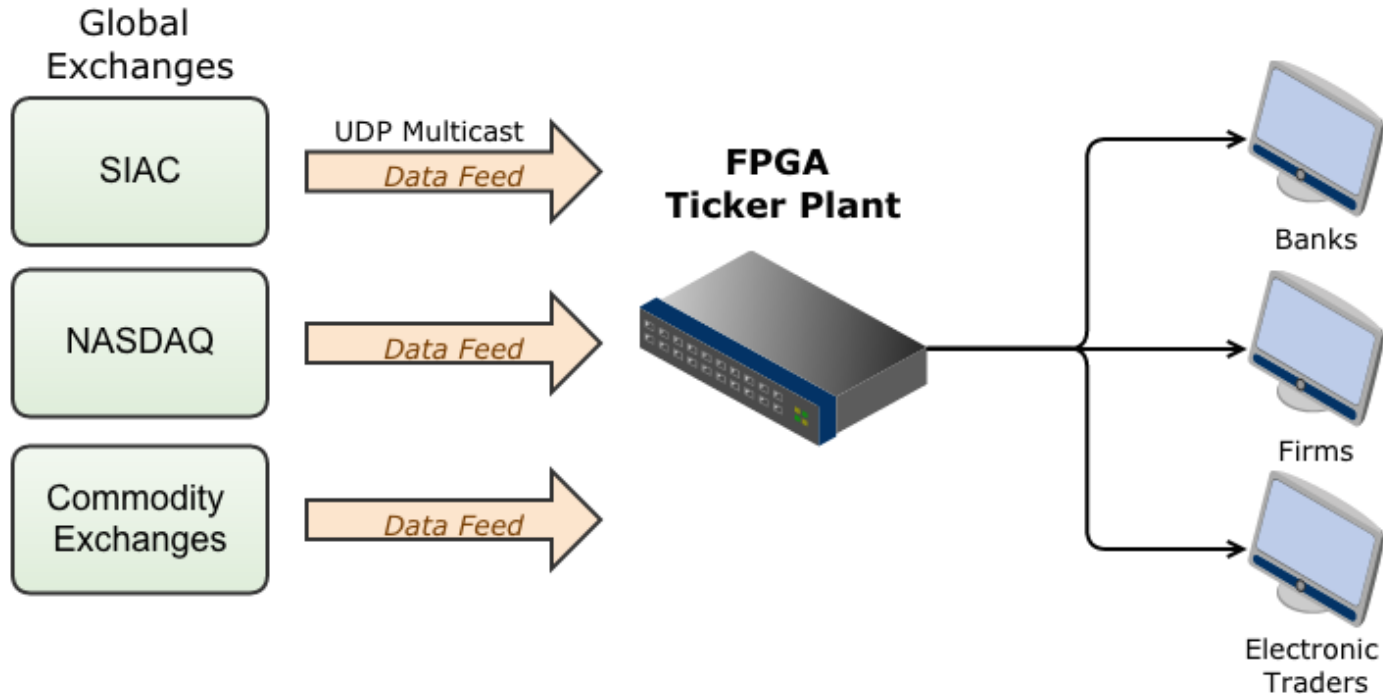 Global
Exchanges
SIAC
UDP Multicast
Data Feed
NASDAQ
Data Feed
Commodity
Exchanges
Data Feed
FPGA
Ticker Plant
Banks
Firms
Electronic
Traders